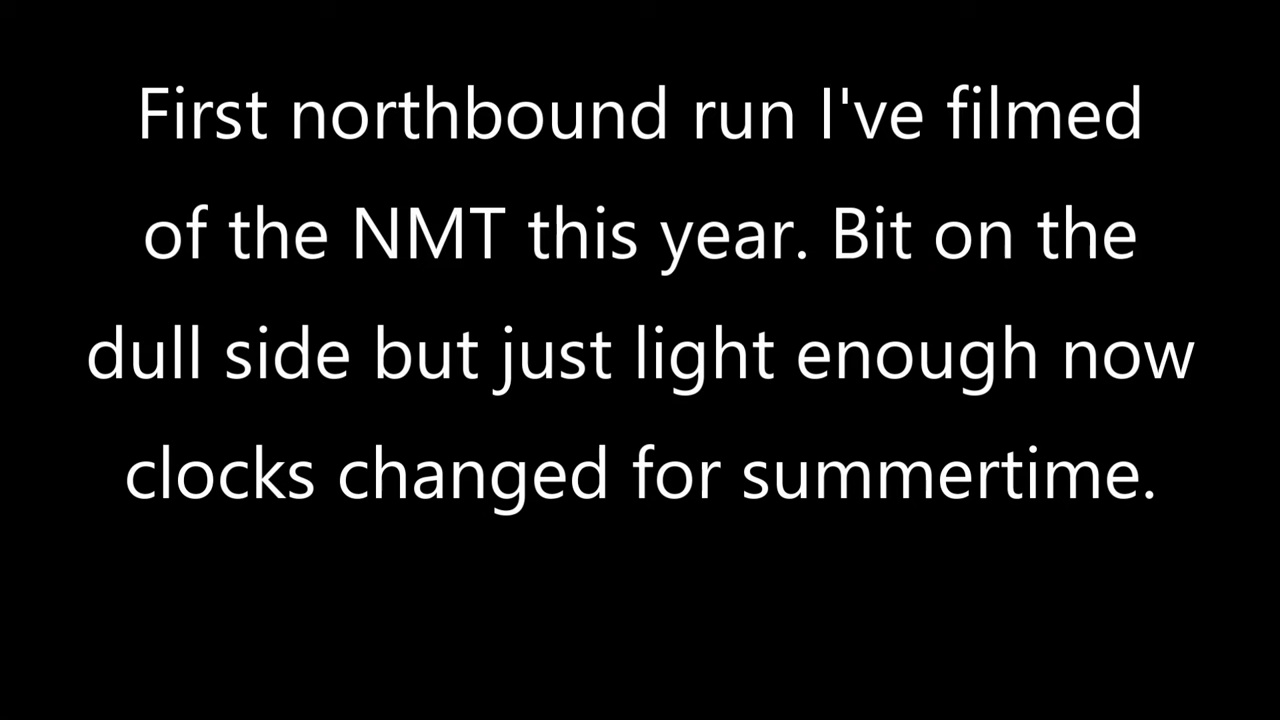 First northbound run I've filmed
of the NMT this year. Bit on the
dull side but just light enough now
clocks changed for summertime.